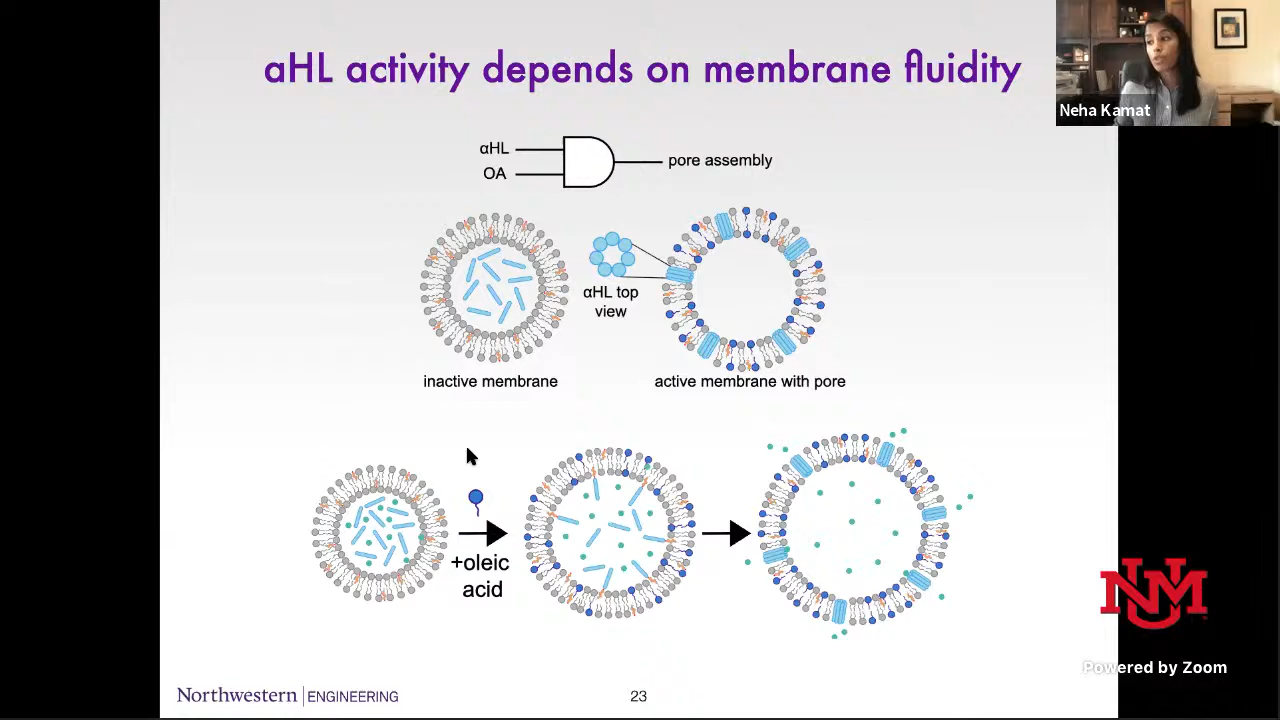 aHL activity depends on membrane fluidity
Neha Kamat
αHL
OA
pore assembly
αHL top
view
inactive membrane
active membrane with pore
+oleic
acid
NM
Powered by Zoom
Northwestern | ENGINEERING
23